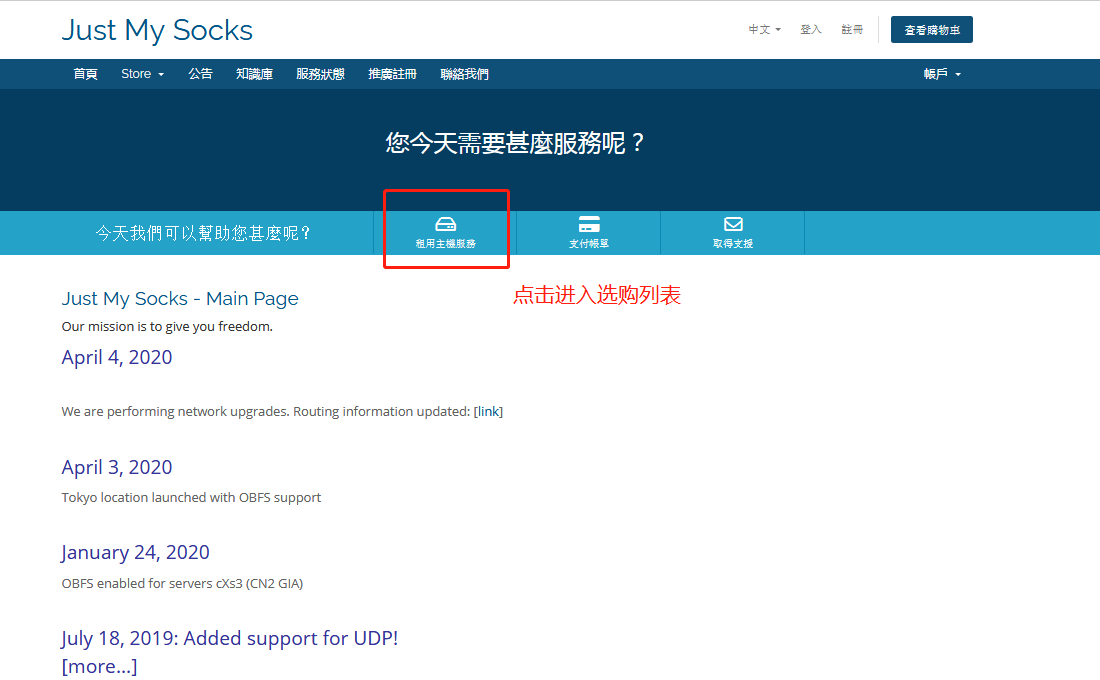 Just My Socks
中文 登入 註冊 查看購物車
首頁 Store 公告 知識庫 服務狀態 推廣註冊 聯絡我們 帳戶
您今天需要甚麼服務呢？
今天我們可以幫助您甚麼呢？ 租用主機服務 支付帳單 取得支援
点击进入选购列表
Just My Socks - Main Page
Our mission is to give you freedom.
April 4, 2020
We are performing network upgrades. Routing information updated: [link]
April 3, 2020
Tokyo location launched with OBFS support
January 24, 2020
OBFS enabled for servers cXs3 (CN2 GIA)
July 18, 2019: Added support for UDP!
[more...]